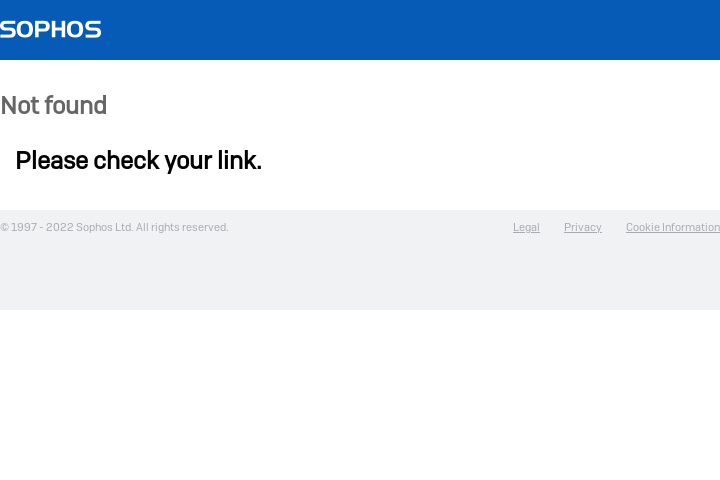 SOPHOS
Not found
Please check your link.
© 1997 - 2022 Sophos Ltd. All rights reserved. Legal Privacy Cookie Information